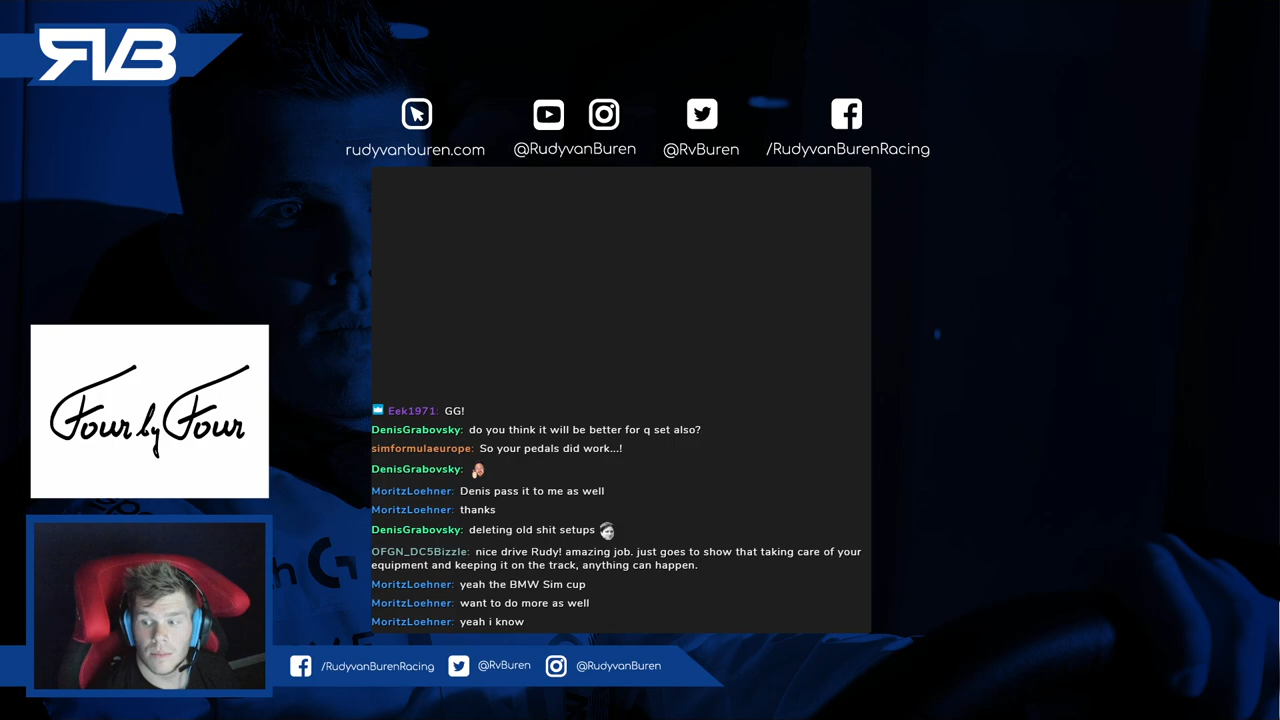 RVB
rudyvanburen.com
@RudyvanBuren
@RvBuren
/RudyvanBurenRacing
Eek1971: GG!
DenisGrabovsky: do you think it will be better for q set also?
simformulaeurope: So your pedals did work...!
DenisGrabovsky:
MoritzLoehner: Denis pass it to me as well
MoritzLoehner: thanks
DenisGrabovsky: deleting old shit setups
OFGN_DC5Bizzle: nice drive Rudy! amazing job. just goes to show that taking care of your
equipment and keeping it on the track, anything can happen.
MoritzLoehner: yeah the BMW Sim cup
MoritzLoehner: want to do more as well
MoritzLoehner: yeah i know
Four by Four
/RudyvanBurenRacing
@RvBuren
@RudyvanBuren